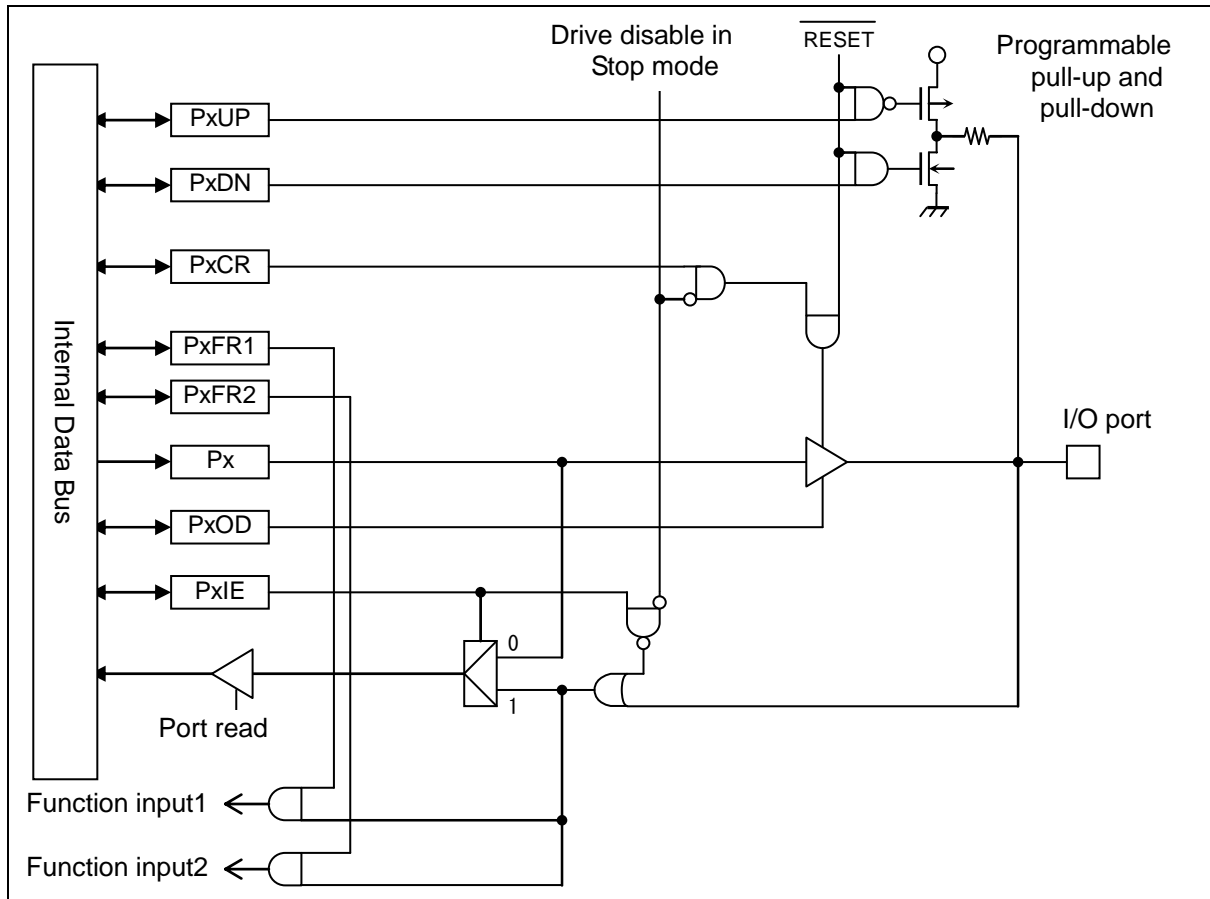 Drive disable in
Stop mode
RESET
Programmable
pull-up and
pull-down
PxUP
PxDN
PxCR
PxFR1
PxFR2
Px
PxOD
PxIE
Internal Data Bus
I/O port
0
1
Port read
Function input1
Function input2